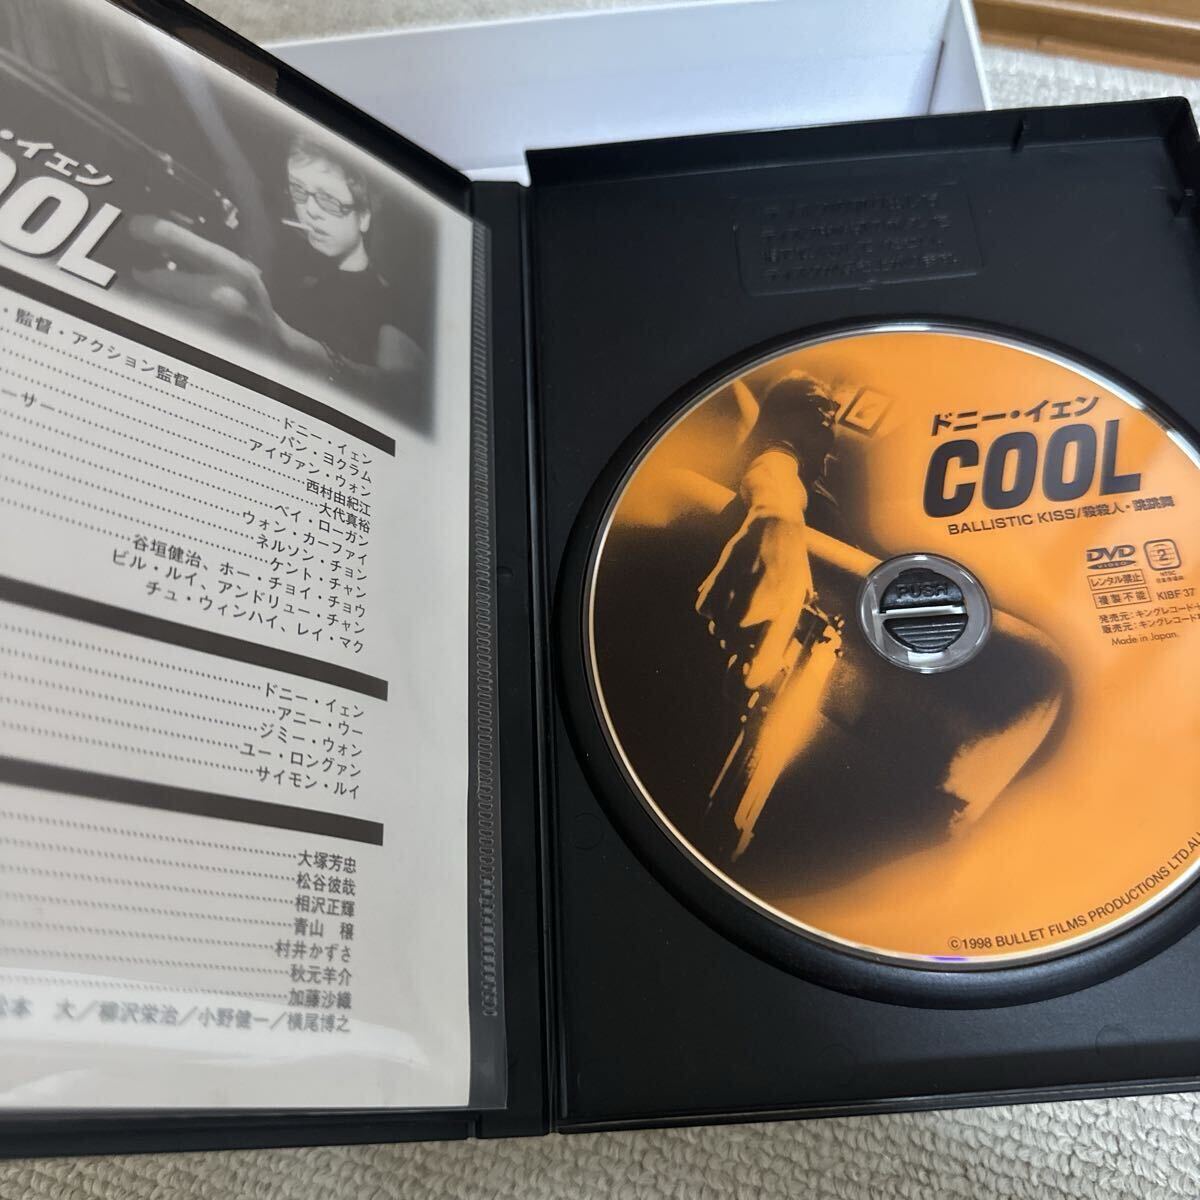 ・イェン
OOL
・監督・アクション監督
ーサー
ドニー・イェン
バン・ヨクラム
アイヴァン・ウォン
西村由紀江
大代真裕
ベイ・ローガン
ウォン・カーファイ
ネルソン・チョン
ケント・チャン
谷垣健治、ホー・チョイ・チョウ
ビル・ルイ、アンドリュー・チャン
チュ・ウィンハイ、レイ・マク
ドニー・イェン
アニー・ウー
ジミー・ウォン
ユー・ロングァン
サイモン・ルイ
大塚芳忠
松谷彼哉
相沢正輝
青山 穣
村井かずさ
秋元羊介
加藤沙織
松本 大／柳沢栄治／小野健一／横尾博之
ドニー・イェン
COOL
BALLISTIC KISS/殺殺人・跳跳舞
DVD
VIDEO
2
NTSC
日本市場向
レンタル禁止
複製不能
KIBF 37
発売元：キングレコード
販売元：キングレコード
Made in Japan.
PUSH
©1998 BULLET FILMS PRODUCTIONS LTD.